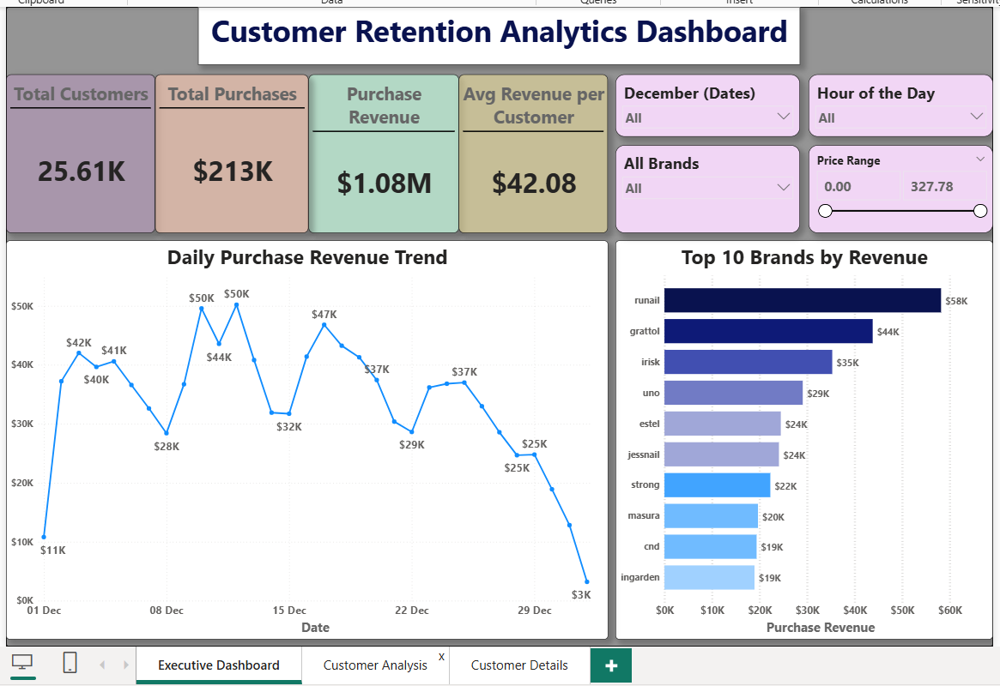 Clipboard
Data
Queries
Insert
Calculations
Customer Retention Analytics Dashboard
Total Customers
25.61K
Total Purchases
$213K
Purchase
Revenue
$1.08M
Avg Revenue per
Customer
$42.08
December (Dates)
All
Hour of the Day
All
All Brands
All
Price Range
0.00 327.78
Daily Purchase Revenue Trend
$50K
$40K
$30K
$20K
$10K
$0K
$11K
$42K
$40K
$41K
$28K
$50K
$44K
$50K
$32K
$47K
$37K
$29K
$37K
$25K
$25K
$3K
01 Dec 08 Dec 15 Dec 22 Dec 29 Dec
Date
Top 10 Brands by Revenue
runail $58K
grattol $44K
irisk $35K
uno $29K
estel $24K
jessnail $24K
strong $22K
masura $20K
cnd $19K
ingarden $19K
$0K $10K $20K $30K $40K $50K $60K
Purchase Revenue
Executive Dashboard
Customer Analysis X
Customer Details
+